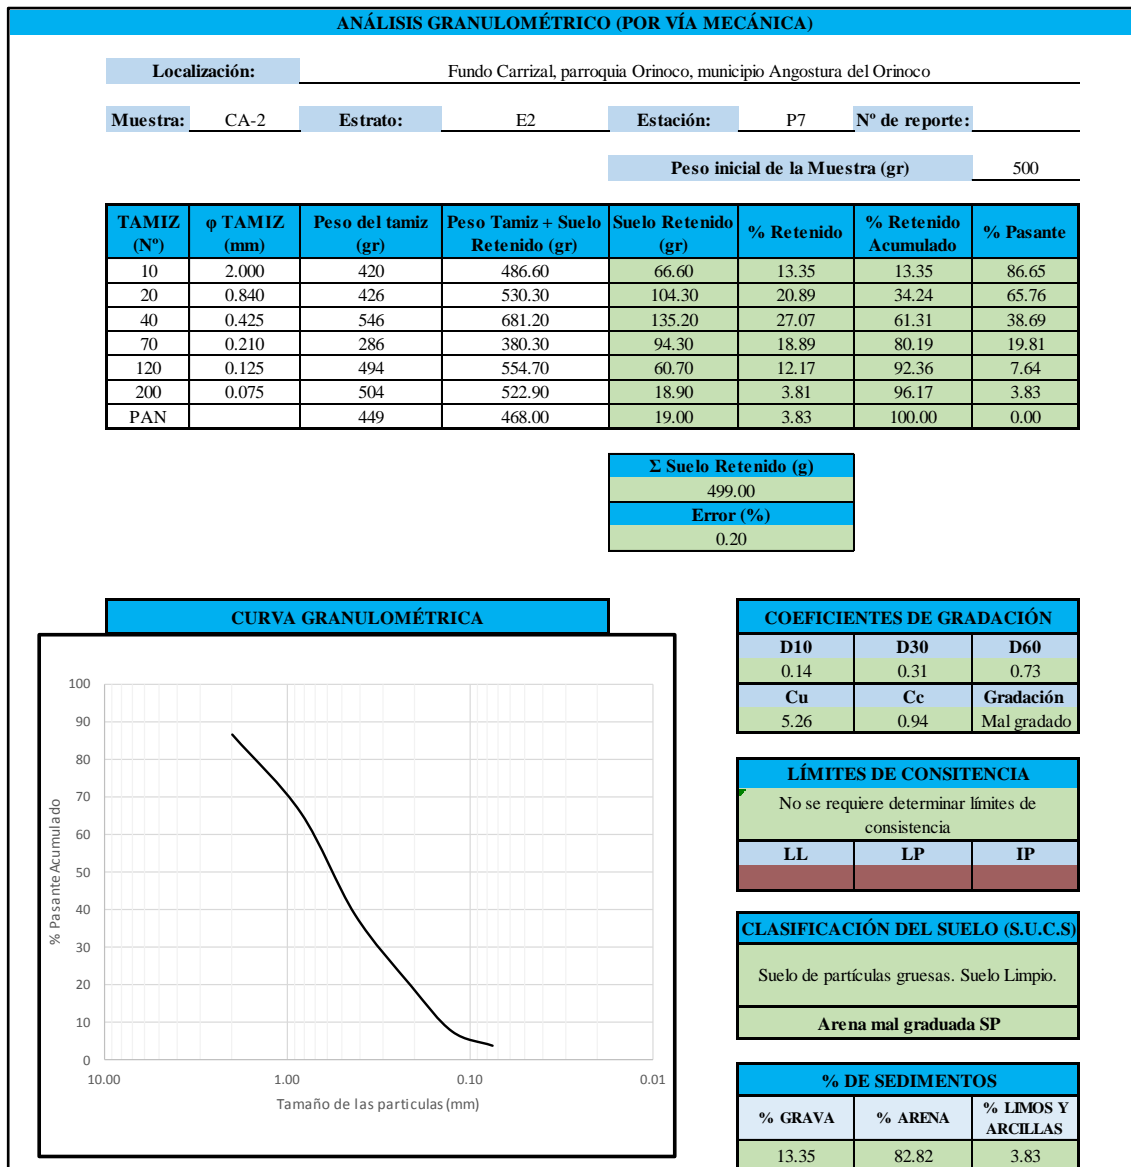 ANÁLISIS GRANULOMÉTRICO (POR VÍA MECÁNICA)
Localización: Fundo Carrizal, parroquia Orinoco, municipio Angostura del Orinoco
Muestra: CA-2 Estrato: E2 Estación: P7 Nº de reporte:
Peso inicial de la Muestra (gr) 500
TAMIZ (Nº) φ TAMIZ (mm) Peso del tamiz (gr) Peso Tamiz + Suelo Retenido (gr) Suelo Retenido (gr) % Retenido % Retenido Acumulado % Pasante
10 2.000 420 486.60 66.60 13.35 13.35 86.65
20 0.840 426 530.30 104.30 20.89 34.24 65.76
40 0.425 546 681.20 135.20 27.07 61.31 38.69
70 0.210 286 380.30 94.30 18.89 80.19 19.81
120 0.125 494 554.70 60.70 12.17 92.36 7.64
200 0.075 504 522.90 18.90 3.81 96.17 3.83
PAN 449 468.00 19.00 3.83 100.00 0.00
Σ Suelo Retenido (g)
499.00
Error (%)
0.20
CURVA GRANULOMÉTRICA
100
90
80
70
60
50
40
30
20
10
0
% Pasante Acumulado
10.00 1.00 0.10 0.01
Tamaño de las particulas (mm)
COEFICIENTES DE GRADACIÓN
D10 D30 D60
0.14 0.31 0.73
Cu Cc Gradación
5.26 0.94 Mal gradado
LÍMITES DE CONSITENCIA
No se requiere determinar límites de
consistencia
LL LP IP
CLASIFICACIÓN DEL SUELO (S.U.C.S)
Suelo de partículas gruesas. Suelo Limpio.
Arena mal graduada SP
% DE SEDIMENTOS
% GRAVA % ARENA % LIMOS Y ARCILLAS
13.35 82.82 3.83